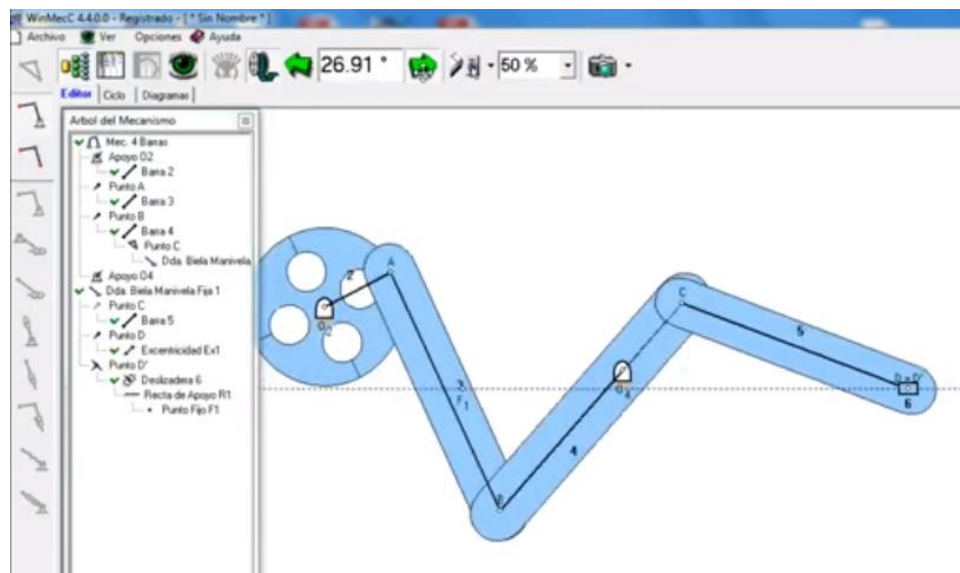 WinMecC 4.4.0.0 - Registrado - [ * Sin Nombre * ]
Archivo Ver Opciones Ayuda
26.91 ° 50 %
Editor Ciclo Diagramas
Arbol del Mecanismo
Mec. 4 Barras
Apoyo O2
Barra 2
Punto A
Barra 3
Punto B
Barra 4
Punto C
Dda. Biela Manivela
Apoyo O4
Dda. Biela Manivela Fija 1
Punto C
Barra 5
Punto D
Excentricidad Ex1
Punto D'
Deslizadera 6
Recta de Apoyo R1
Punto Fijo F1
A
2
O2
C
5
O4
D = D'
6
3
F1
4
B